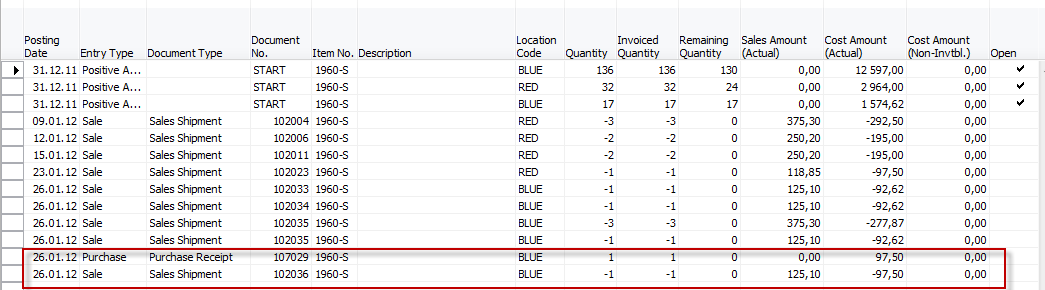 Posting Date Entry Type Document Type Document No. Item No. Description Location Code Quantity Invoiced Quantity Remaining Quantity Sales Amount (Actual) Cost Amount (Actual) Cost Amount (Non-Invtbl.) Open
31.12.11 Positive A... START 1960-S BLUE 136 136 130 0,00 12 597,00 0,00 ✔
31.12.11 Positive A... START 1960-S RED 32 32 24 0,00 2 964,00 0,00 ✔
31.12.11 Positive A... START 1960-S BLUE 17 17 17 0,00 1 574,62 0,00 ✔
09.01.12 Sale Sales Shipment 102004 1960-S RED -3 -3 0 375,30 -292,50 0,00
12.01.12 Sale Sales Shipment 102006 1960-S RED -2 -2 0 250,20 -195,00 0,00
15.01.12 Sale Sales Shipment 102011 1960-S RED -2 -2 0 250,20 -195,00 0,00
23.01.12 Sale Sales Shipment 102023 1960-S RED -1 -1 0 118,85 -97,50 0,00
26.01.12 Sale Sales Shipment 102033 1960-S BLUE -1 -1 0 125,10 -92,62 0,00
26.01.12 Sale Sales Shipment 102034 1960-S BLUE -1 -1 0 125,10 -92,62 0,00
26.01.12 Sale Sales Shipment 102035 1960-S BLUE -3 -3 0 375,30 -277,87 0,00
26.01.12 Sale Sales Shipment 102035 1960-S BLUE -1 -1 0 125,10 -92,62 0,00
26.01.12 Purchase Purchase Receipt 107029 1960-S BLUE 1 1 0 0,00 97,50 0,00
26.01.12 Sale Sales Shipment 102036 1960-S BLUE -1 -1 0 125,10 -97,50 0,00